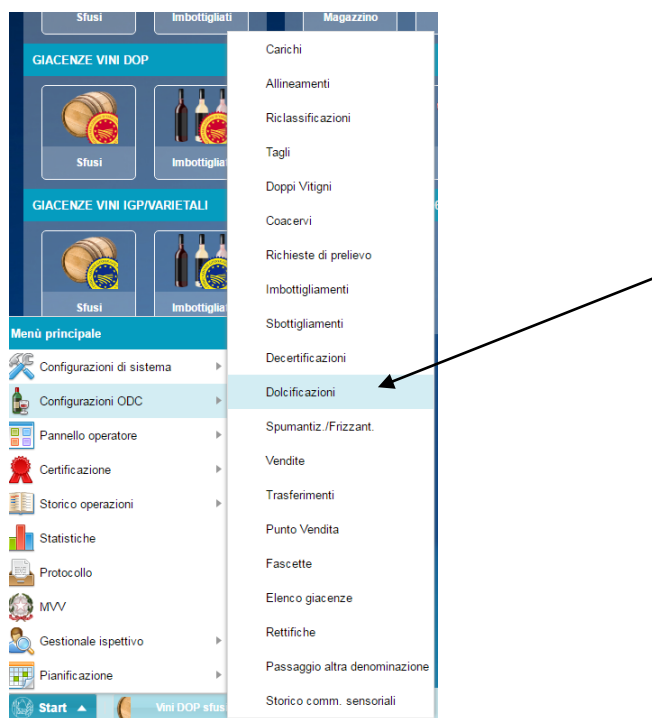 Sfusi
Imbottigliati
Magazzino
GIACENZE VINI DOP
Sfusi
Imbottigliati
GIACENZE VINI IGP/VARIETALI
Sfusi
Imbottiglia
Menù principale
Configurazioni di sistema
Configurazioni ODC
Pannello operatore
Certificazione
Storico operazioni
Statistiche
Protocollo
MVV
Gestionale ispettivo
Pianificazione
Start
Vini DOP sfus
Carichi
Allineamenti
Riclassificazioni
Tagli
Doppi Vitigni
Coacervi
Richieste di prelievo
Imbottigliamenti
Sbottigliamenti
Decertificazioni
Dolcificazioni
Spumantiz./Frizzant.
Vendite
Trasferimenti
Punto Vendita
Fascette
Elenco giacenze
Rettifiche
Passaggio altra denominazione
Storico comm. sensoriali